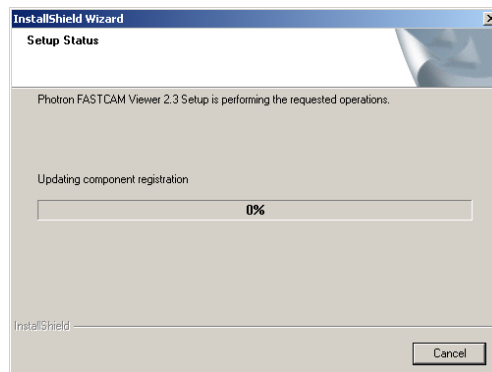 InstallShield Wizard
Setup Status
Photron FASTCAM Viewer 2.3 Setup is performing the requested operations.
Updating component registration
0%
InstallShield
Cancel